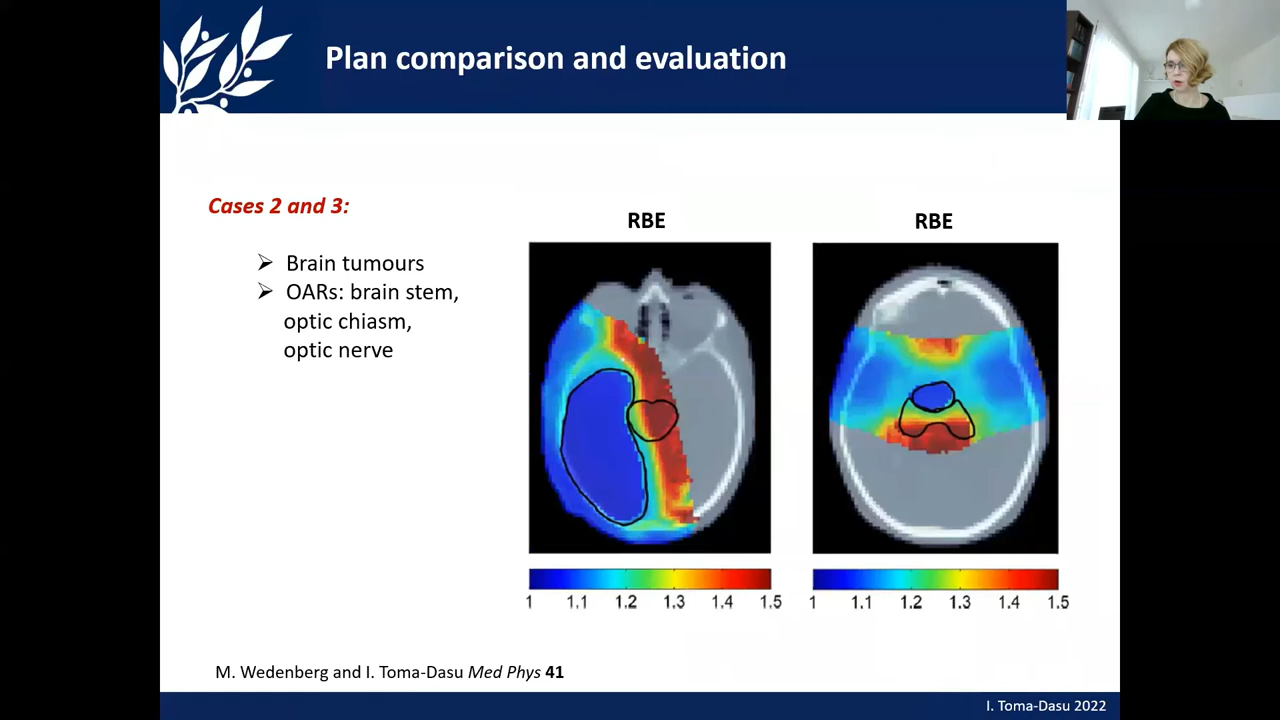 Plan comparison and evaluation
Cases 2 and 3:
➢ Brain tumours
➢ OARs: brain stem,
optic chiasm,
optic nerve
RBE
RBE
1 1.1 1.2 1.3 1.4 1.5
1 1.1 1.2 1.3 1.4 1.5
M. Wedenberg and I. Toma-Dasu Med Phys 41
I. Toma-Dasu 2022